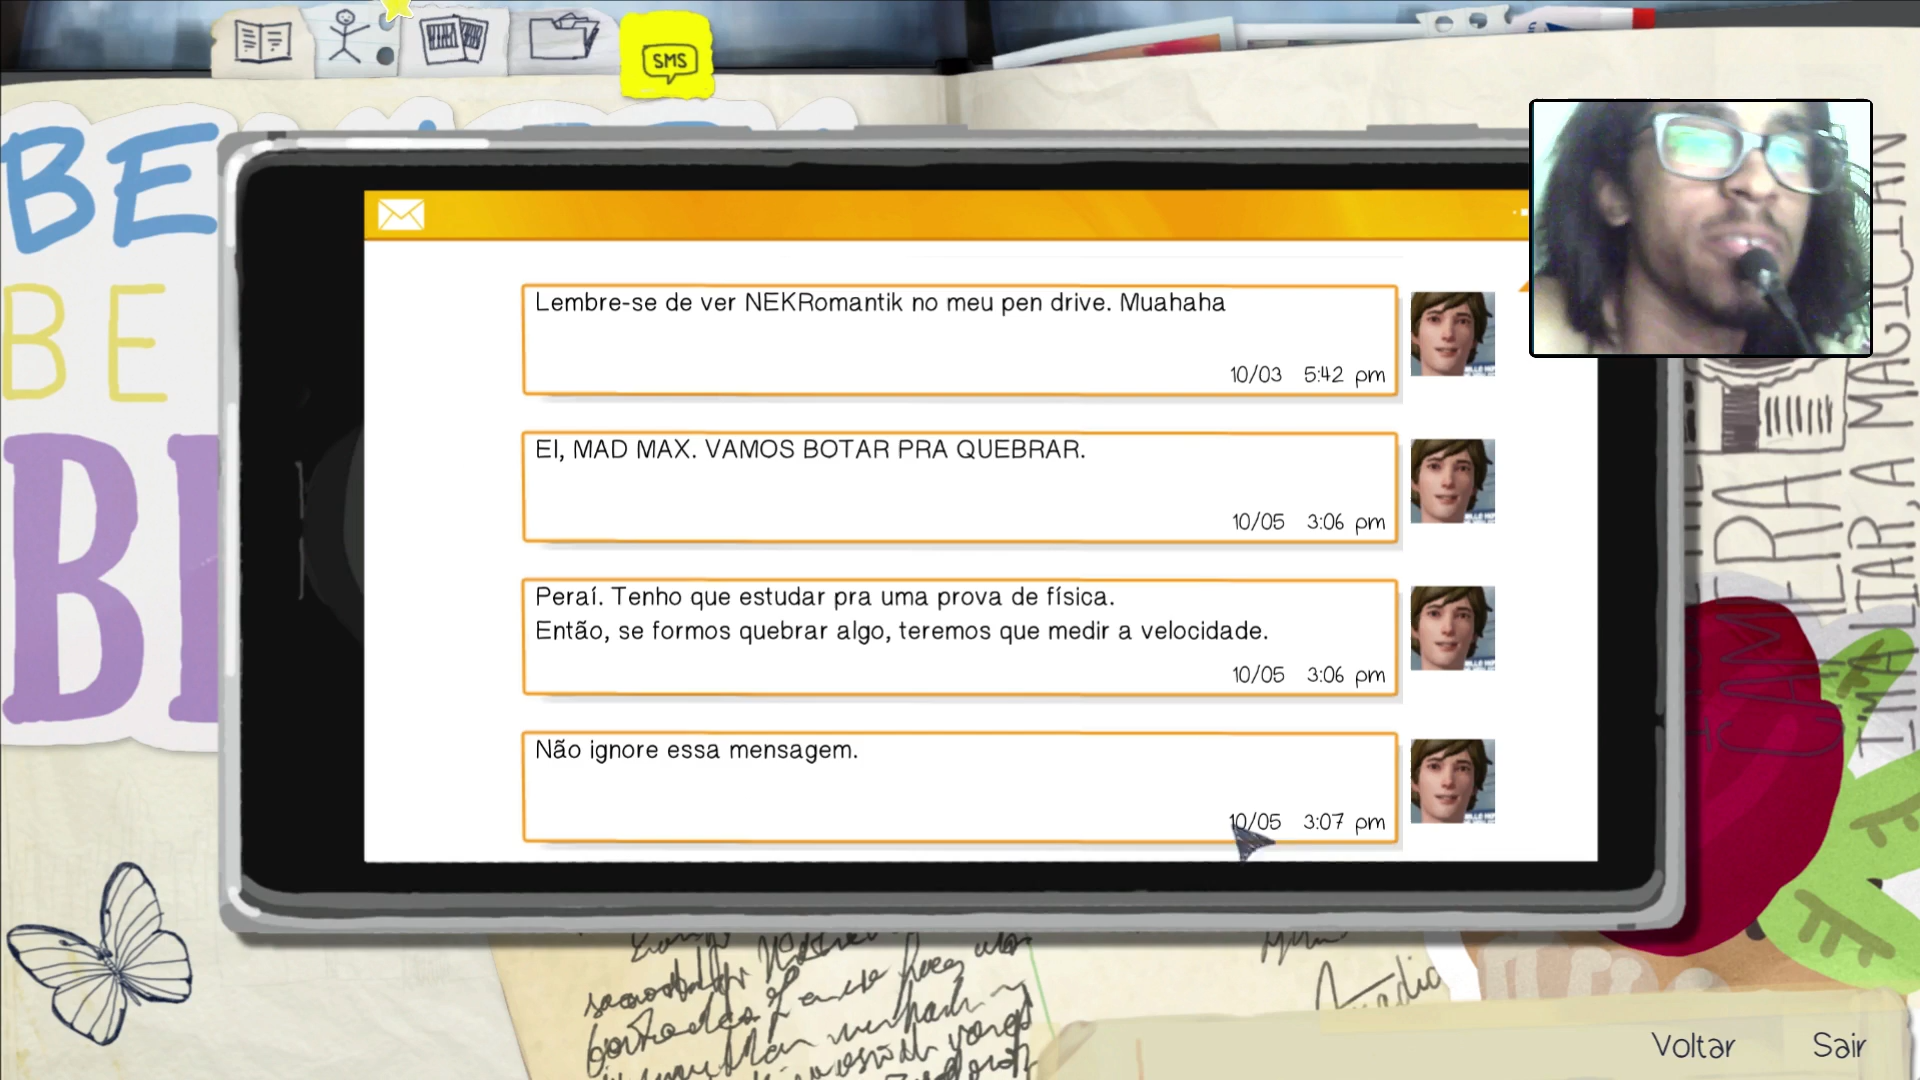 SMS
BE
BE
Lembre-se de ver NEKRomantik no meu pen drive. Muahaha
10/03 5:42 pm
EI, MAD MAX. VAMOS BOTAR PRA QUEBRAR.
10/05 3:06 pm
Peraí. Tenho que estudar pra uma prova de física.
Então, se formos quebrar algo, teremos que medir a velocidade.
10/05 3:06 pm
Não ignore essa mensagem.
10/05 3:07 pm
CAMERA
LIAR, A MAGICIAN
Voltar
Sair